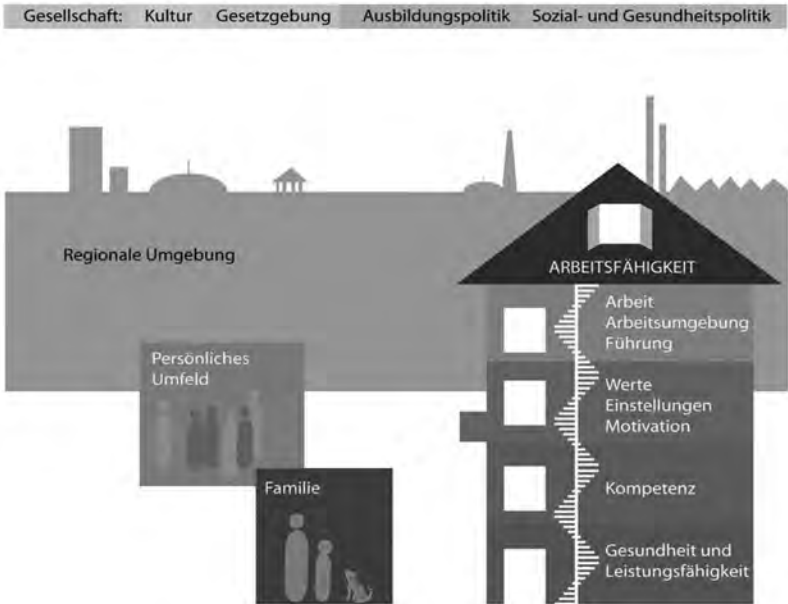 Gesellschaft: Kultur Gesetzgebung Ausbildungspolitik Sozial- und Gesundheitspolitik
Regionale Umgebung
Persönliches
Umfeld
Familie
ARBEITSFÄHIGKEIT
Arbeit
Arbeitsumgebung
Führung
Werte
Einstellungen
Motivation
Kompetenz
Gesundheit und
Leistungsfähigkeit